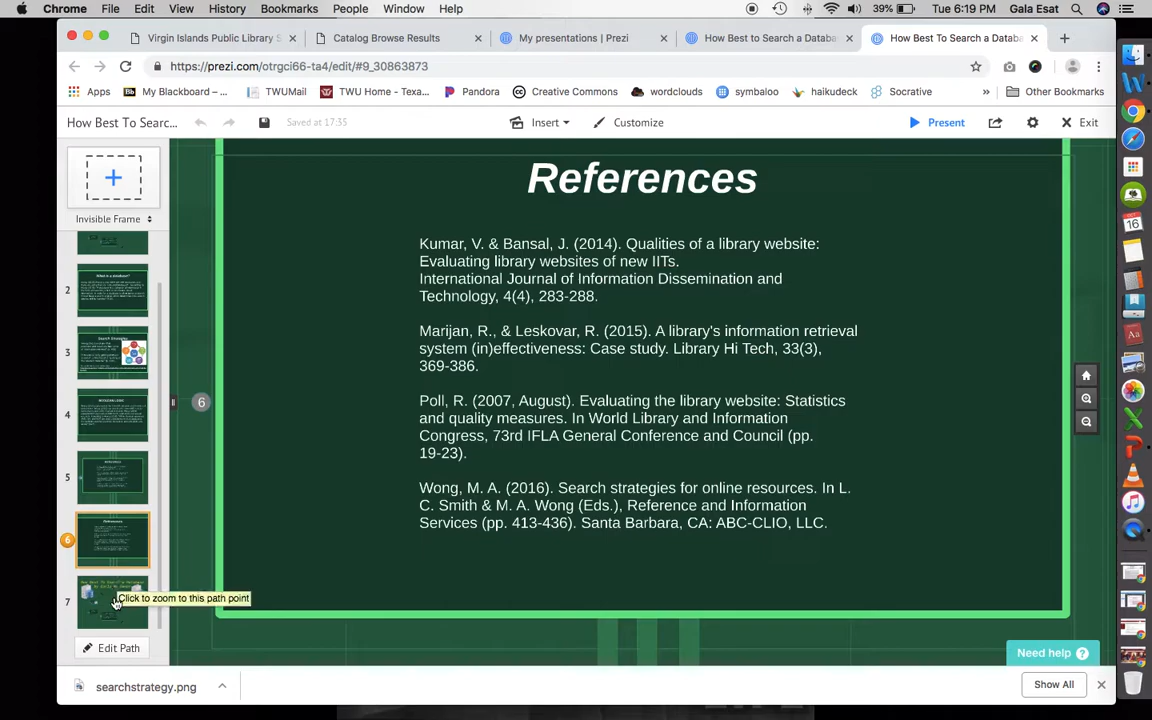 Chrome File Edit View History Bookmarks People Window Help 39% Tue 6:19 PM Gala Esat
Virgin Islands Public Library S
Catalog Browse Results
My presentations | Prezi
How Best to Search a Databa
How Best To Search a Databa
https://prezi.com/otrgci66-ta4/edit/#9_30863873
Apps My Blackboard – ... TWUMail TWU Home - Texa... Pandora Creative Commons wordclouds symbaloo haikudeck Socrative » Other Bookmarks
How Best To Searc... Saved at 17:35 Insert Customize Present Exit
Invisible Frame
What is a database?
2
3
4
5
6
7
Click to zoom to this path point
Edit Path
6
References
Kumar, V. & Bansal, J. (2014). Qualities of a library website:
Evaluating library websites of new IITs.
International Journal of Information Dissemination and
Technology, 4(4), 283-288.
Marijan, R., & Leskovar, R. (2015). A library's information retrieval
system (in)effectiveness: Case study. Library Hi Tech, 33(3),
369-386.
Poll, R. (2007, August). Evaluating the library website: Statistics
and quality measures. In World Library and Information
Congress, 73rd IFLA General Conference and Council (pp.
19-23).
Wong, M. A. (2016). Search strategies for online resources. In L.
C. Smith & M. A. Wong (Eds.), Reference and Information
Services (pp. 413-436). Santa Barbara, CA: ABC-CLIO, LLC.
Need help ?
searchstrategy.png
Show All